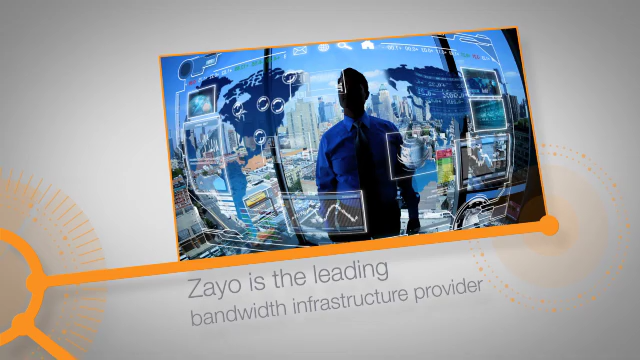 Zayo is the leading
bandwidth infrastructure provider